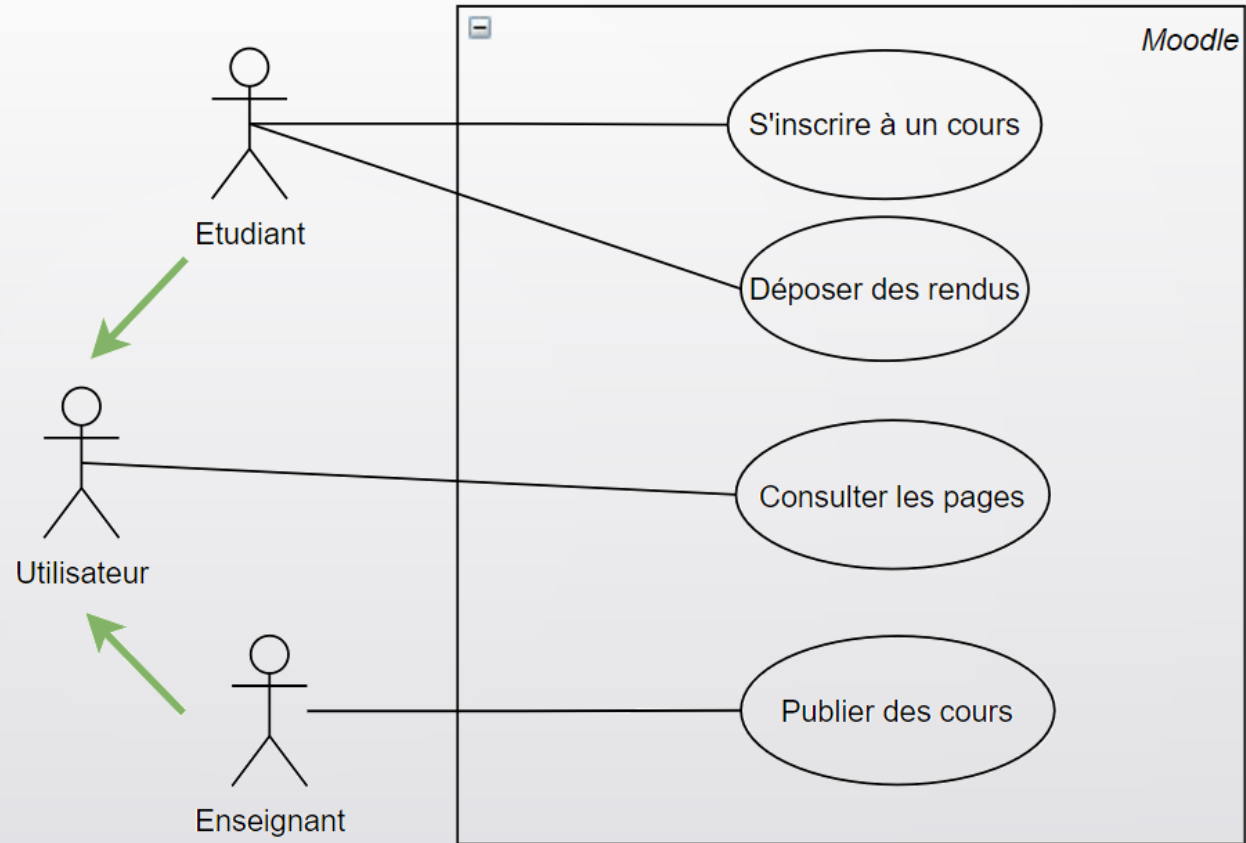 Moodle
S'inscrire à un cours
Etudiant
Déposer des rendus
Consulter les pages
Utilisateur
Publier des cours
Enseignant